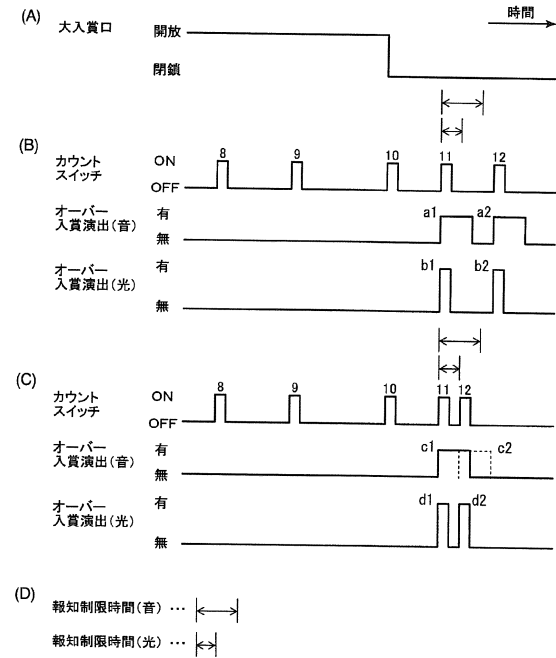 (A)
大入賞口
開放
時間
閉鎖
(B)
8 9 10 11 12
カウント
スイッチ
ON
OFF
オーバー
入賞演出(音)
有
a1 a2
無
オーバー
入賞演出(光)
有
b1 b2
無
(C)
8 9 10 11 12
カウント
スイッチ
ON
OFF
オーバー
入賞演出(音)
有
c1 c2
無
オーバー
入賞演出(光)
有
d1 d2
無
(D)
報知制限時間(音) …
報知制限時間(光) …